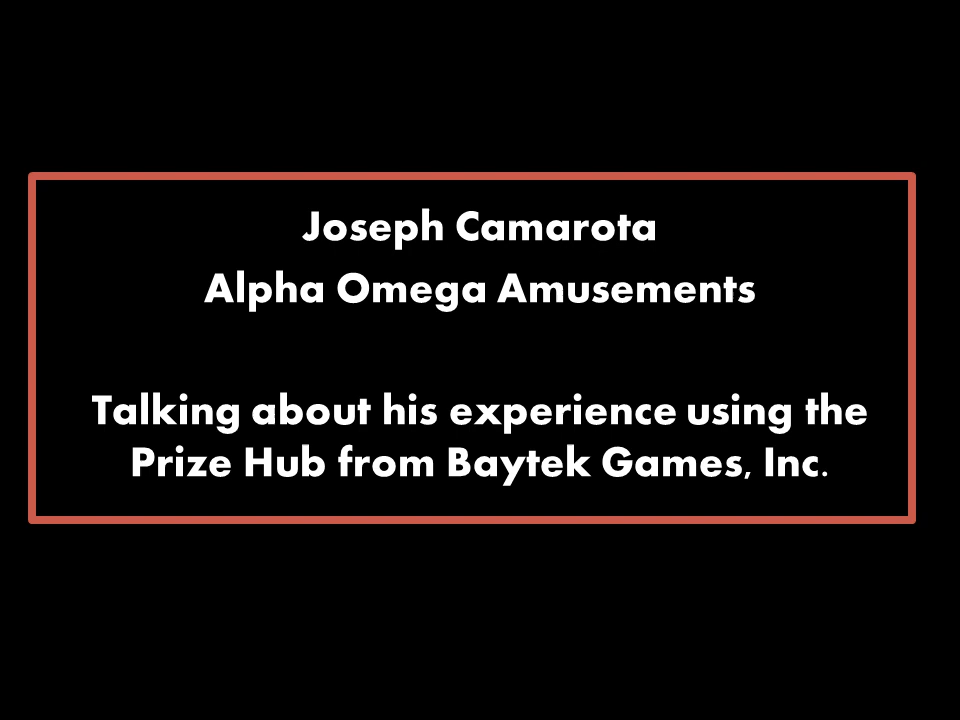 Joseph Camarota
Alpha Omega Amusements
Talking about his experience using the
Prize Hub from Baytek Games, Inc.